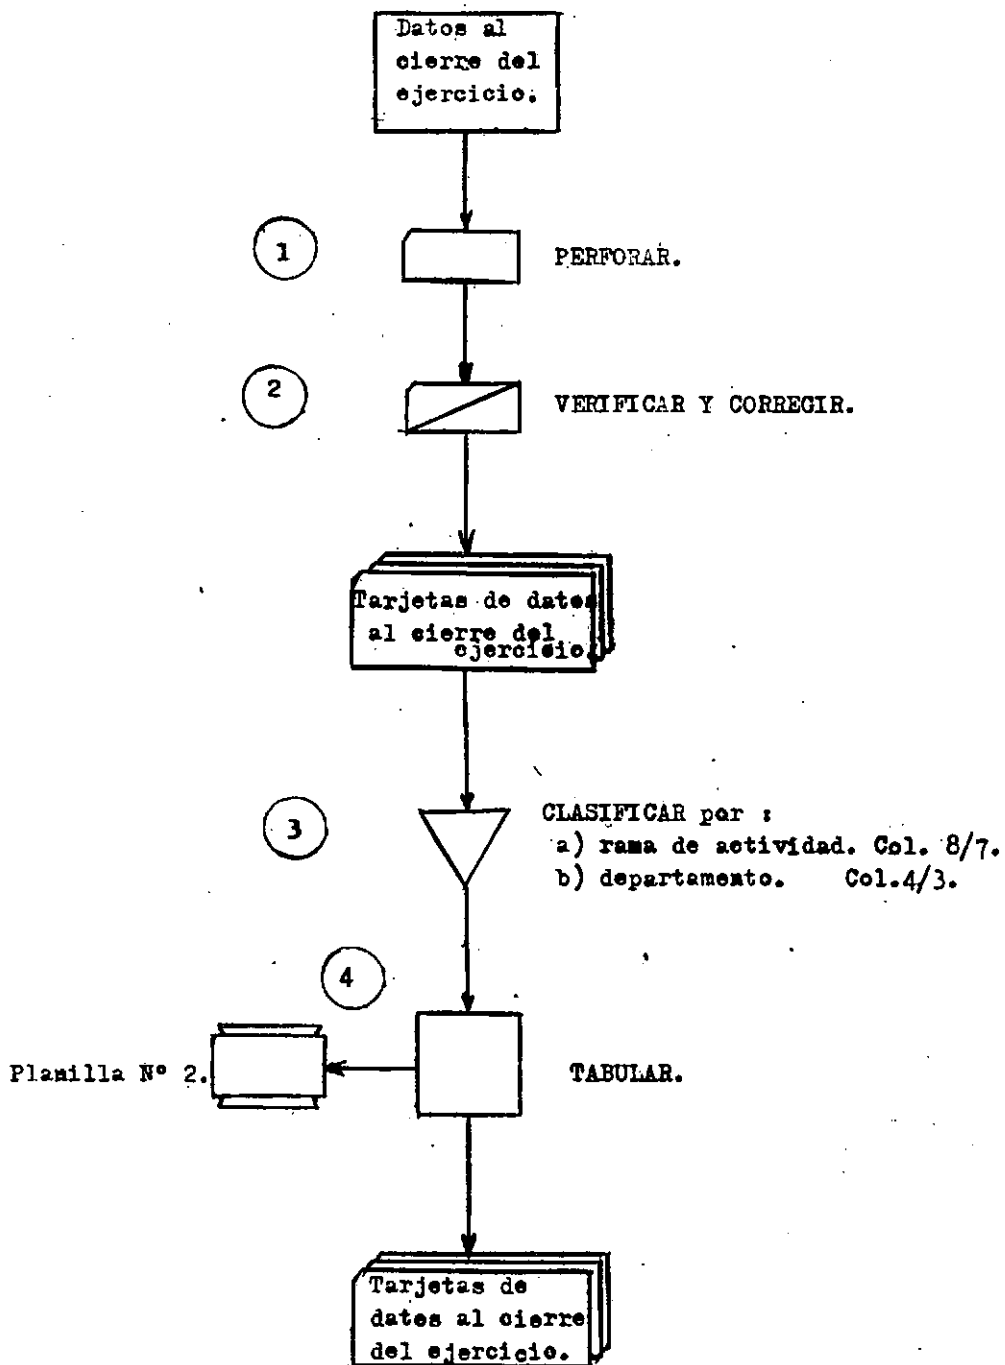 Datos al
cierre del
ejercicio.
1
PERFORAR.
2
VERIFICAR Y CORREGIR.
Tarjetas de datos
al cierre del
ejercicio.
3
CLASIFICAR por :
a) rama de actividad. Col. 8/7.
b) departamento. Col.4/3.
4
Planilla Nº 2.
TABULAR.
Tarjetas de
datos al cierre
del ejercicio.